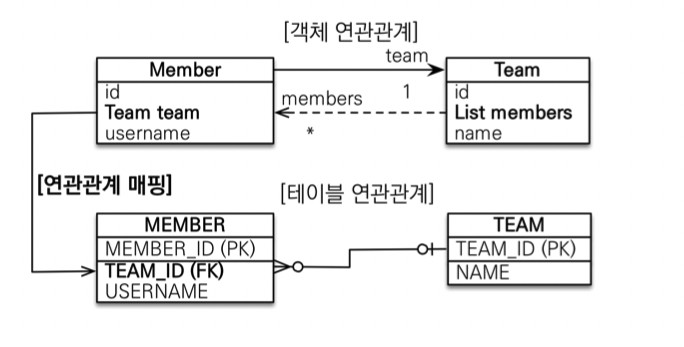 [객체 연관관계]
team
Member
id
Team team
username
members
1
*
Team
id
List members
name
[연관관계 매핑]
[테이블 연관관계]
MEMBER
MEMBER_ID (PK)
TEAM_ID (FK)
USERNAME
TEAM
TEAM_ID (PK)
NAME